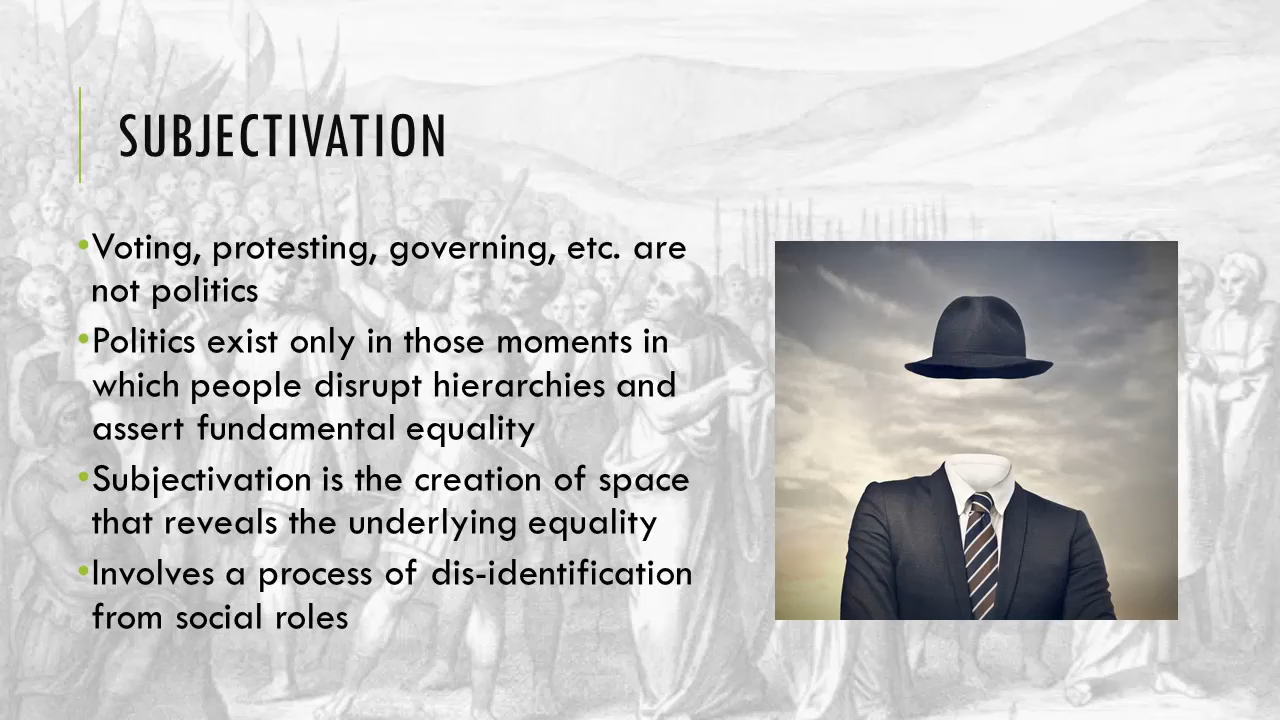 SUBJECTIVATION
•Voting, protesting, governing, etc. are
not politics
•Politics exist only in those moments in
which people disrupt hierarchies and
assert fundamental equality
•Subjectivation is the creation of space
that reveals the underlying equality
•Involves a process of dis-identification
from social roles